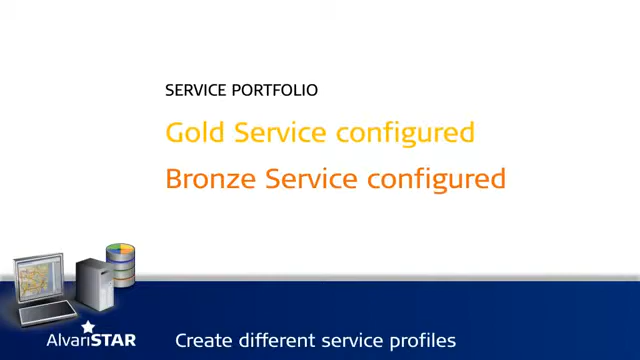 SERVICE PORTFOLIO
Gold Service configured
Bronze Service configured
AlvariSTAR
Create different service profiles